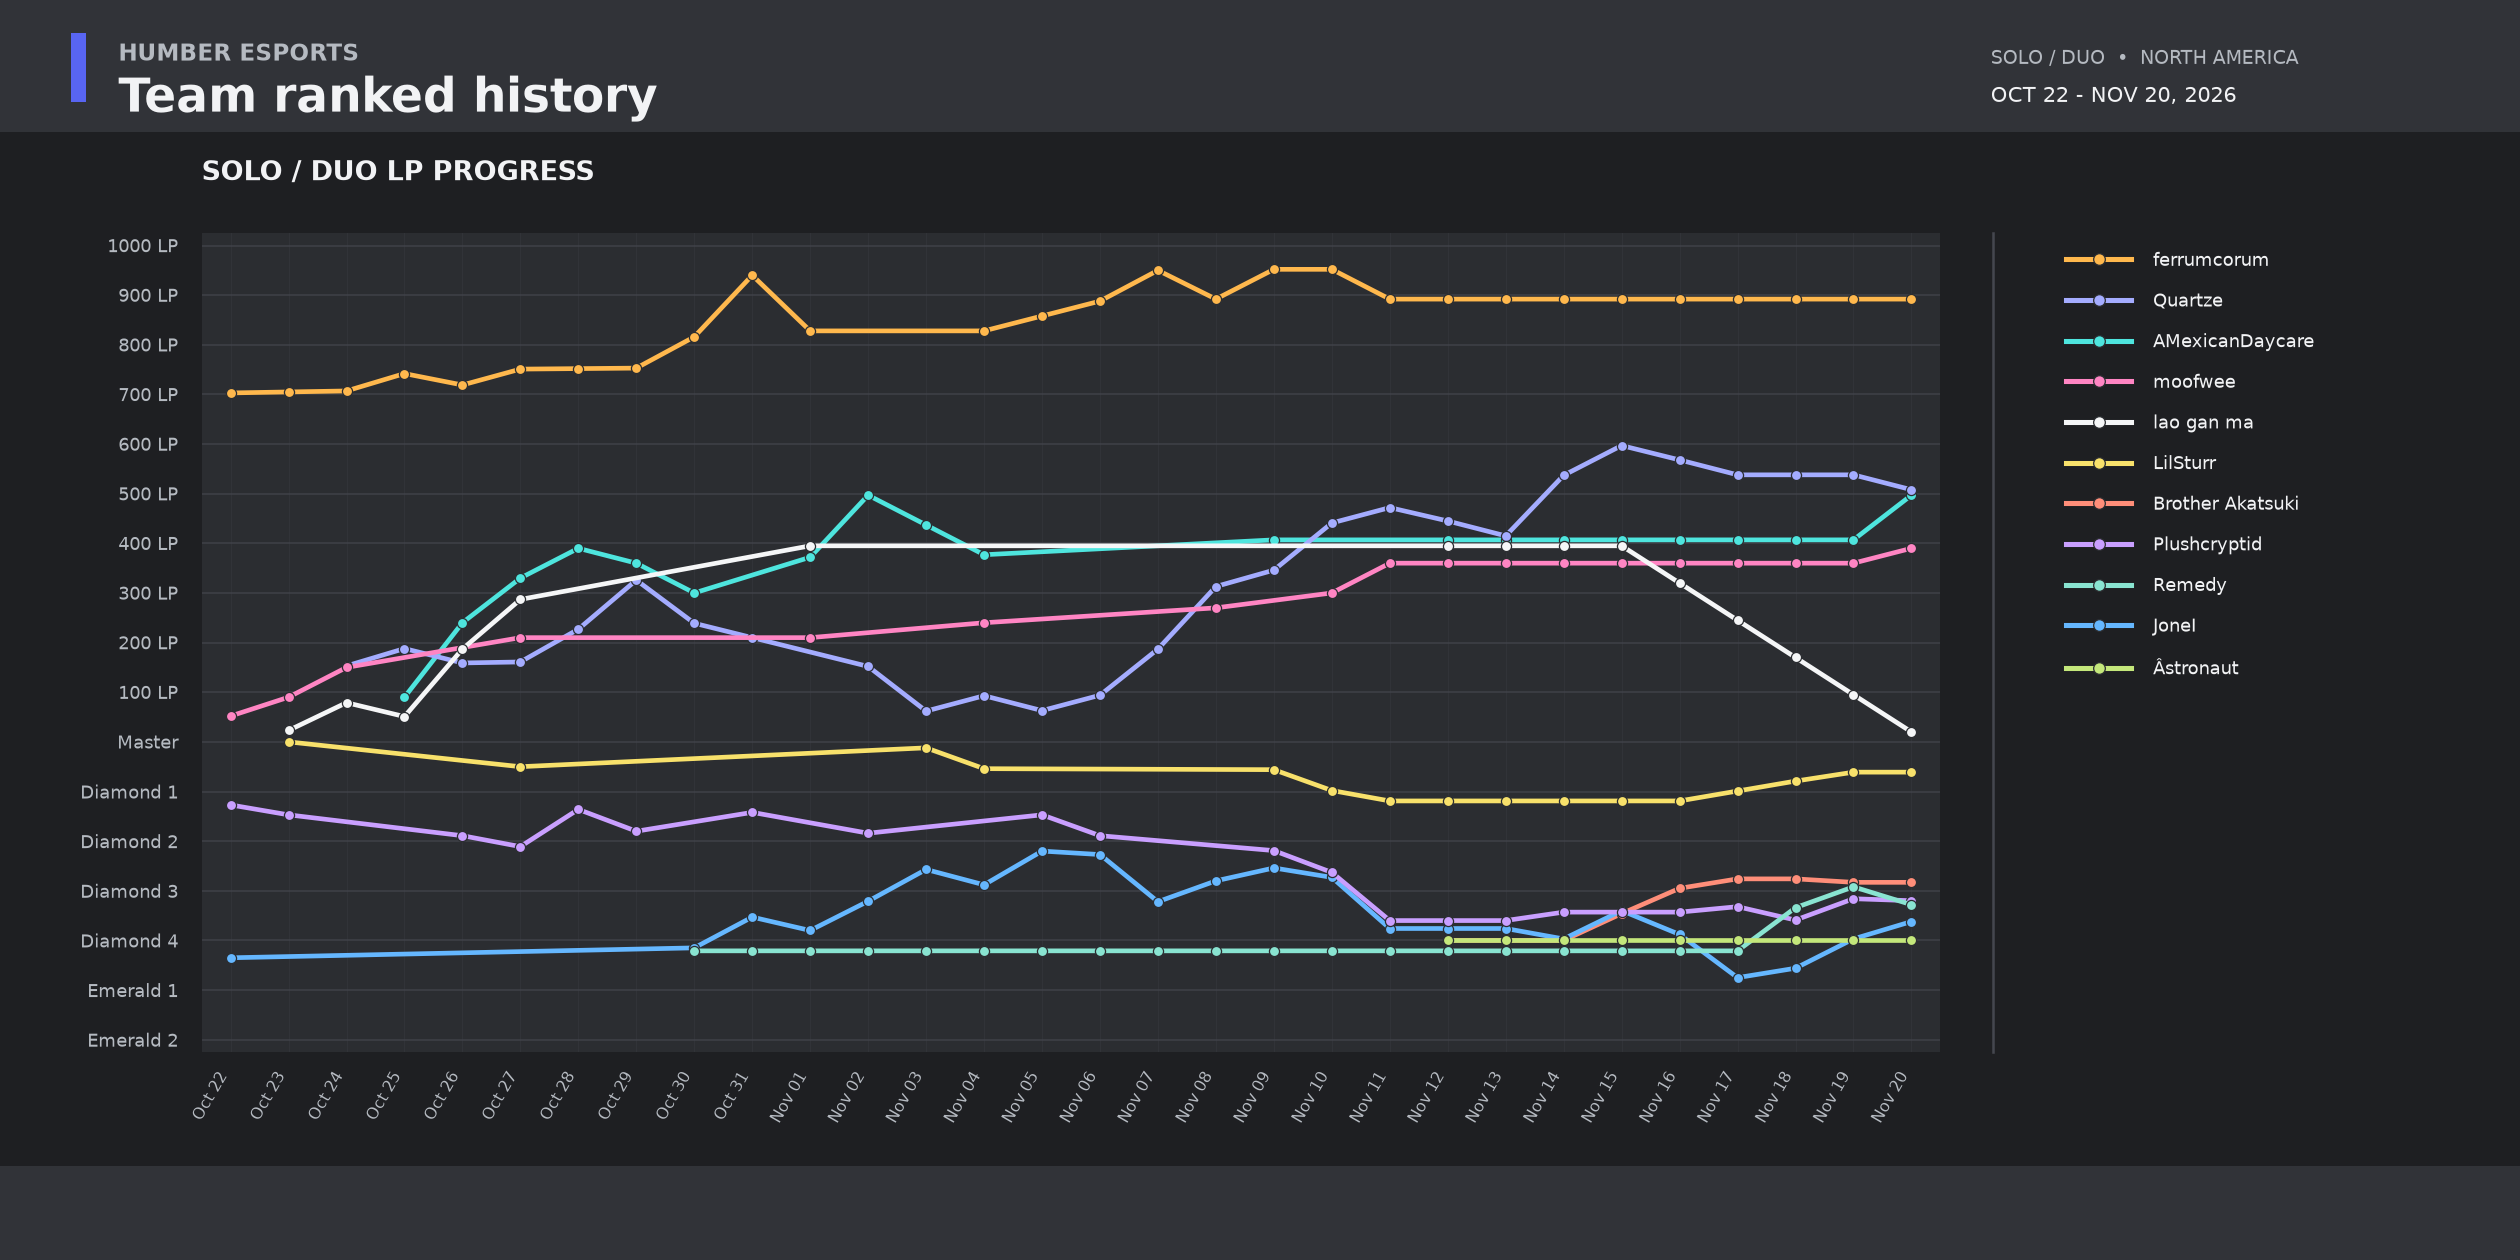 HUMBER ESPORTS
Team ranked history
SOLO / DUO • NORTH AMERICA
OCT 22 - NOV 20, 2026
SOLO / DUO LP PROGRESS
1000 LP
900 LP
800 LP
700 LP
600 LP
500 LP
400 LP
300 LP
200 LP
100 LP
Master
Diamond 1
Diamond 2
Diamond 3
Diamond 4
Emerald 1
Emerald 2
Oct 22
Oct 23
Oct 24
Oct 25
Oct 26
Oct 27
Oct 28
Oct 29
Oct 30
Oct 31
Nov 01
Nov 02
Nov 03
Nov 04
Nov 05
Nov 06
Nov 07
Nov 08
Nov 09
Nov 10
Nov 11
Nov 12
Nov 13
Nov 14
Nov 15
Nov 16
Nov 17
Nov 18
Nov 19
Nov 20
ferrumcorum
Quartze
AMexicanDaycare
moofwee
lao gan ma
LilSturr
Brother Akatsuki
Plushcryptid
Remedy
Jonel
Âstronaut